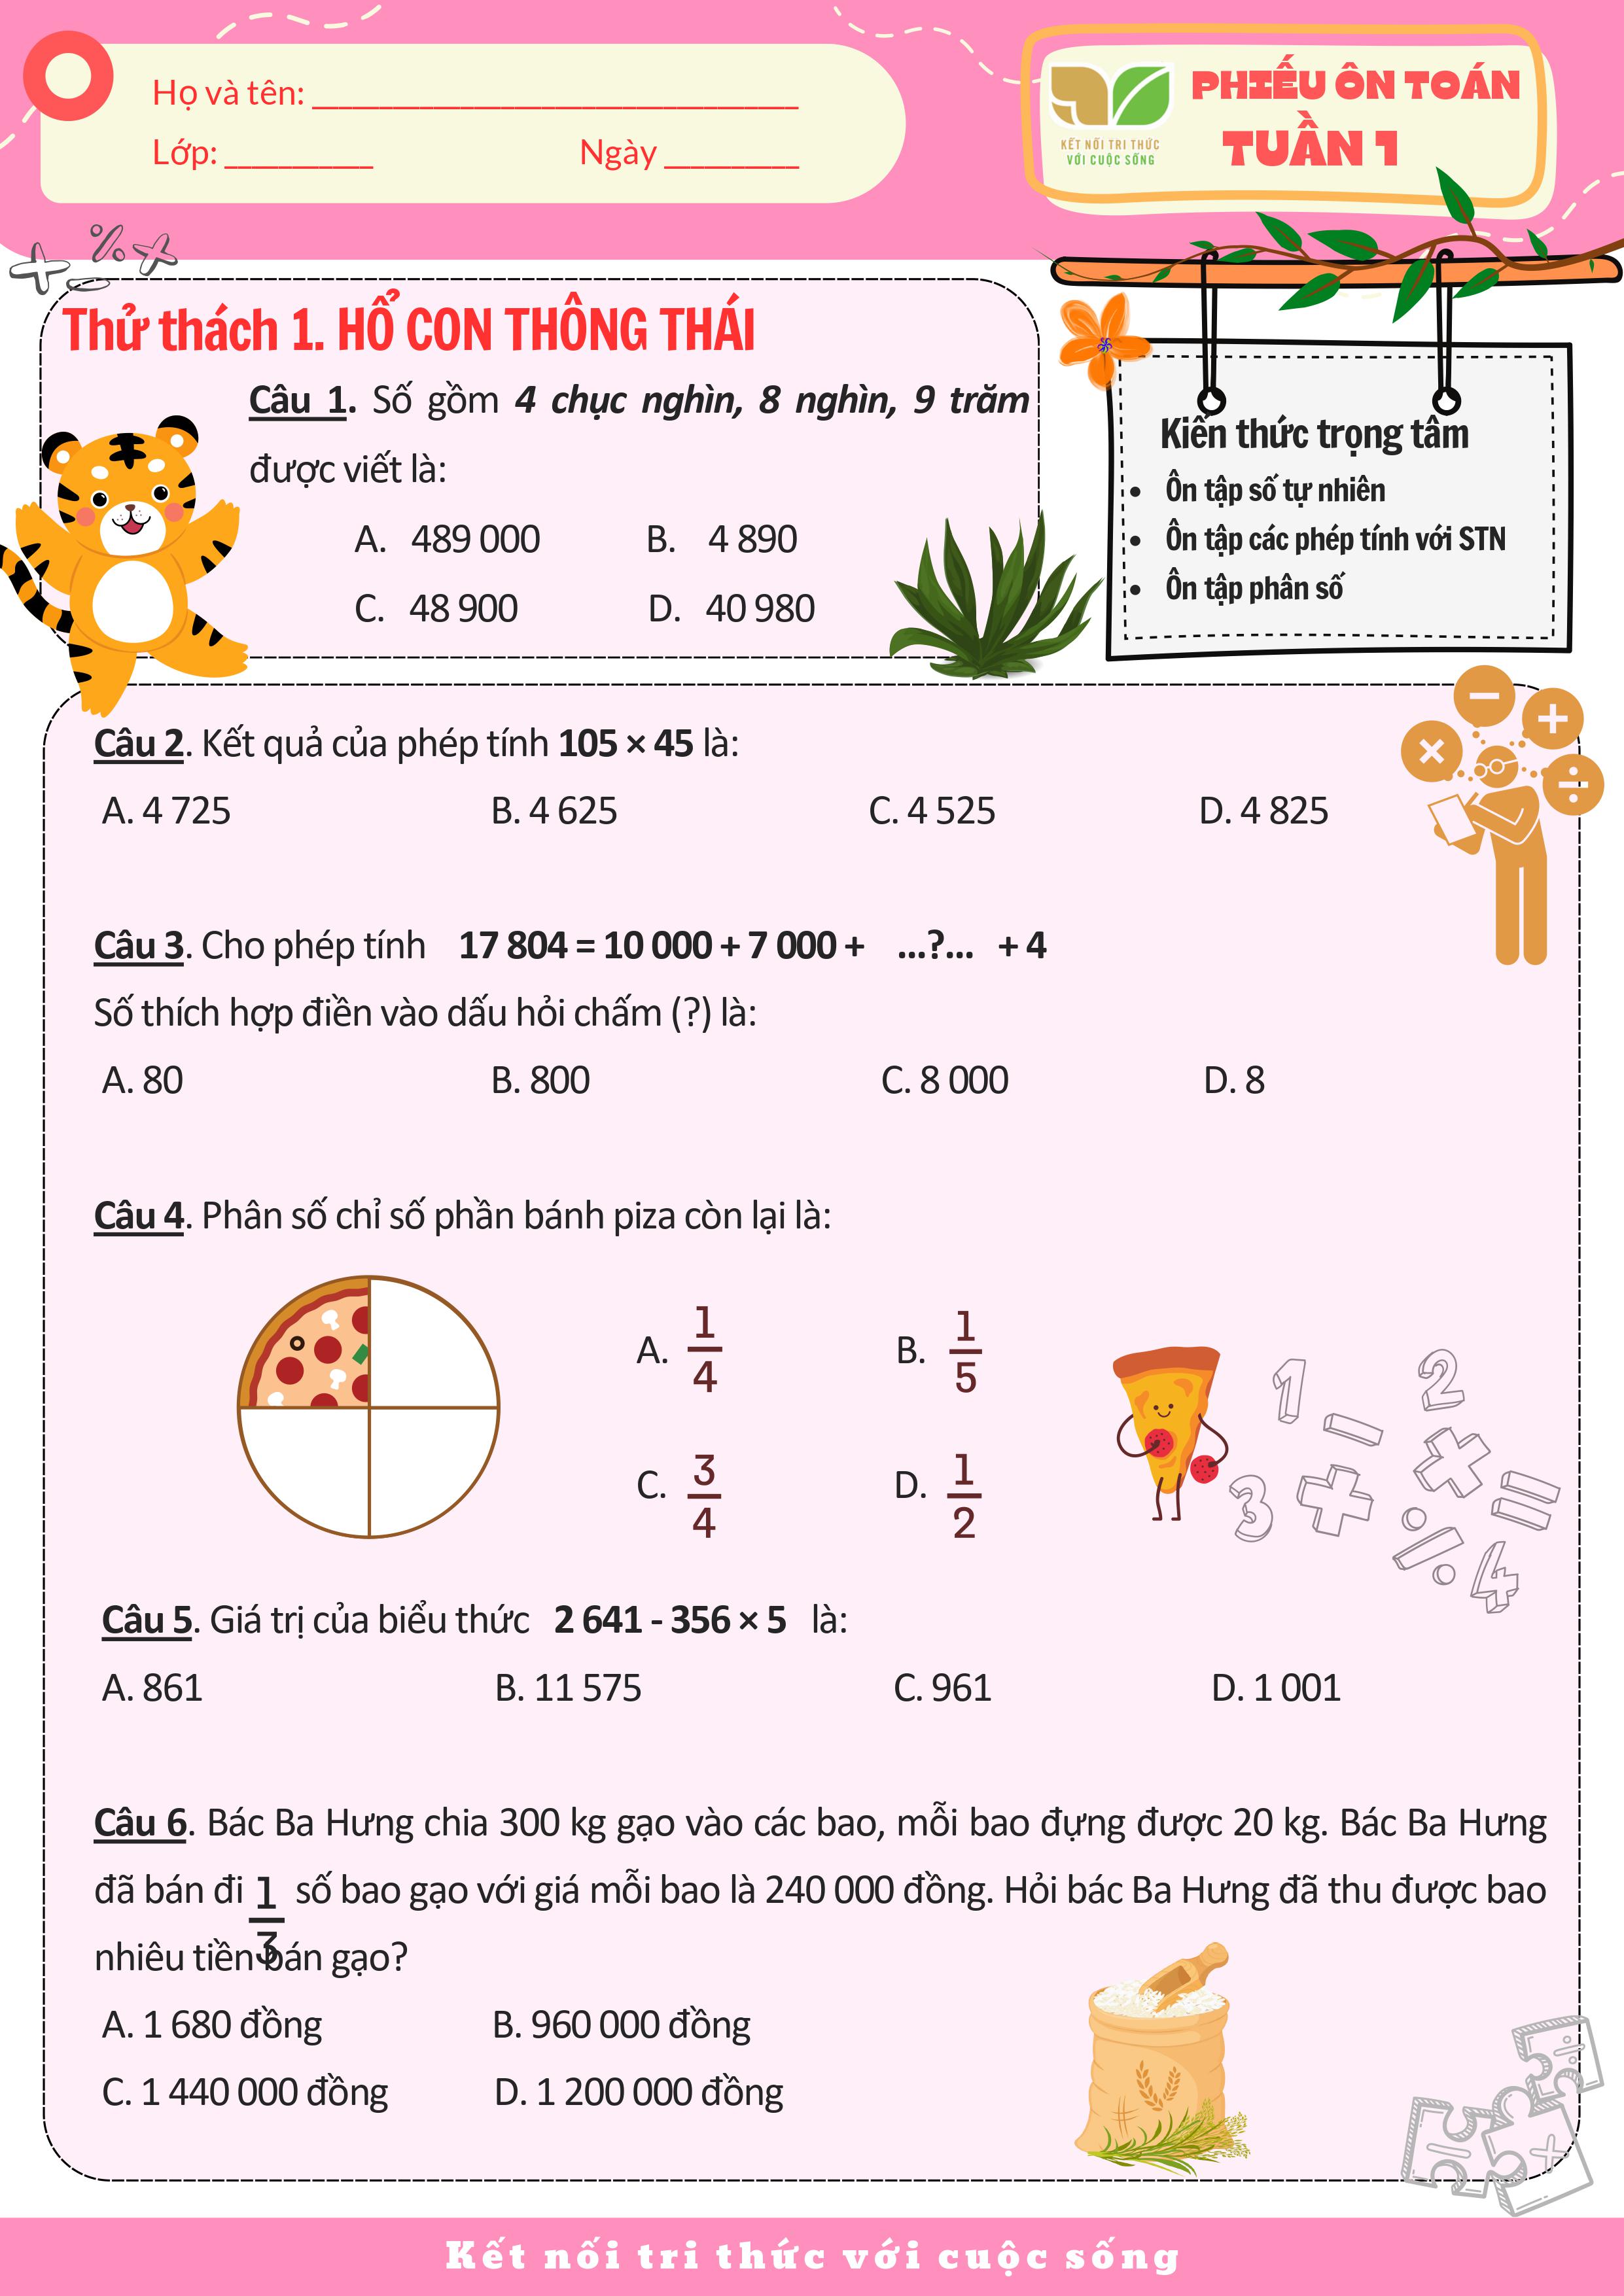 Họ và tên: ___________________________
Lớp: ________ Ngày _______
KẾT NỐI TRI THỨC
VỚI CUỘC SỐNG
PHIẾU ÔN TOÁN
TUẦN 1
Thử thách 1. HỔ CON THÔNG THÁI
Câu 1. Số gồm 4 chục nghìn, 8 nghìn, 9 trăm
được viết là:
A. 489 000 B. 4 890
C. 48 900 D. 40 980
Kiến thức trọng tâm
• Ôn tập số tự nhiên
• Ôn tập các phép tính với STN
• Ôn tập phân số
Câu 2. Kết quả của phép tính 105 × 45 là:
A. 4 725 B. 4 625 C. 4 525 D. 4 825
Câu 3. Cho phép tính 17 804 = 10 000 + 7 000 + ...?... + 4
Số thích hợp điền vào dấu hỏi chấm (?) là:
A. 80 B. 800 C. 8 000 D. 8
Câu 4. Phân số chỉ số phần bánh piza còn lại là:
A. 1/4 B. 1/5
C. 3/4 D. 1/2
1 2
3 4
Câu 5. Giá trị của biểu thức 2 641 - 356 × 5 là:
A. 861 B. 11 575 C. 961 D. 1 001
Câu 6. Bác Ba Hưng chia 300 kg gạo vào các bao, mỗi bao đựng được 20 kg. Bác Ba Hưng
đã bán đi 1/3 số bao gạo với giá mỗi bao là 240 000 đồng. Hỏi bác Ba Hưng đã thu được bao
nhiêu tiền bán gạo?
A. 1 680 đồng B. 960 000 đồng
C. 1 440 000 đồng D. 1 200 000 đồng
Kết nối tri thức với cuộc sống